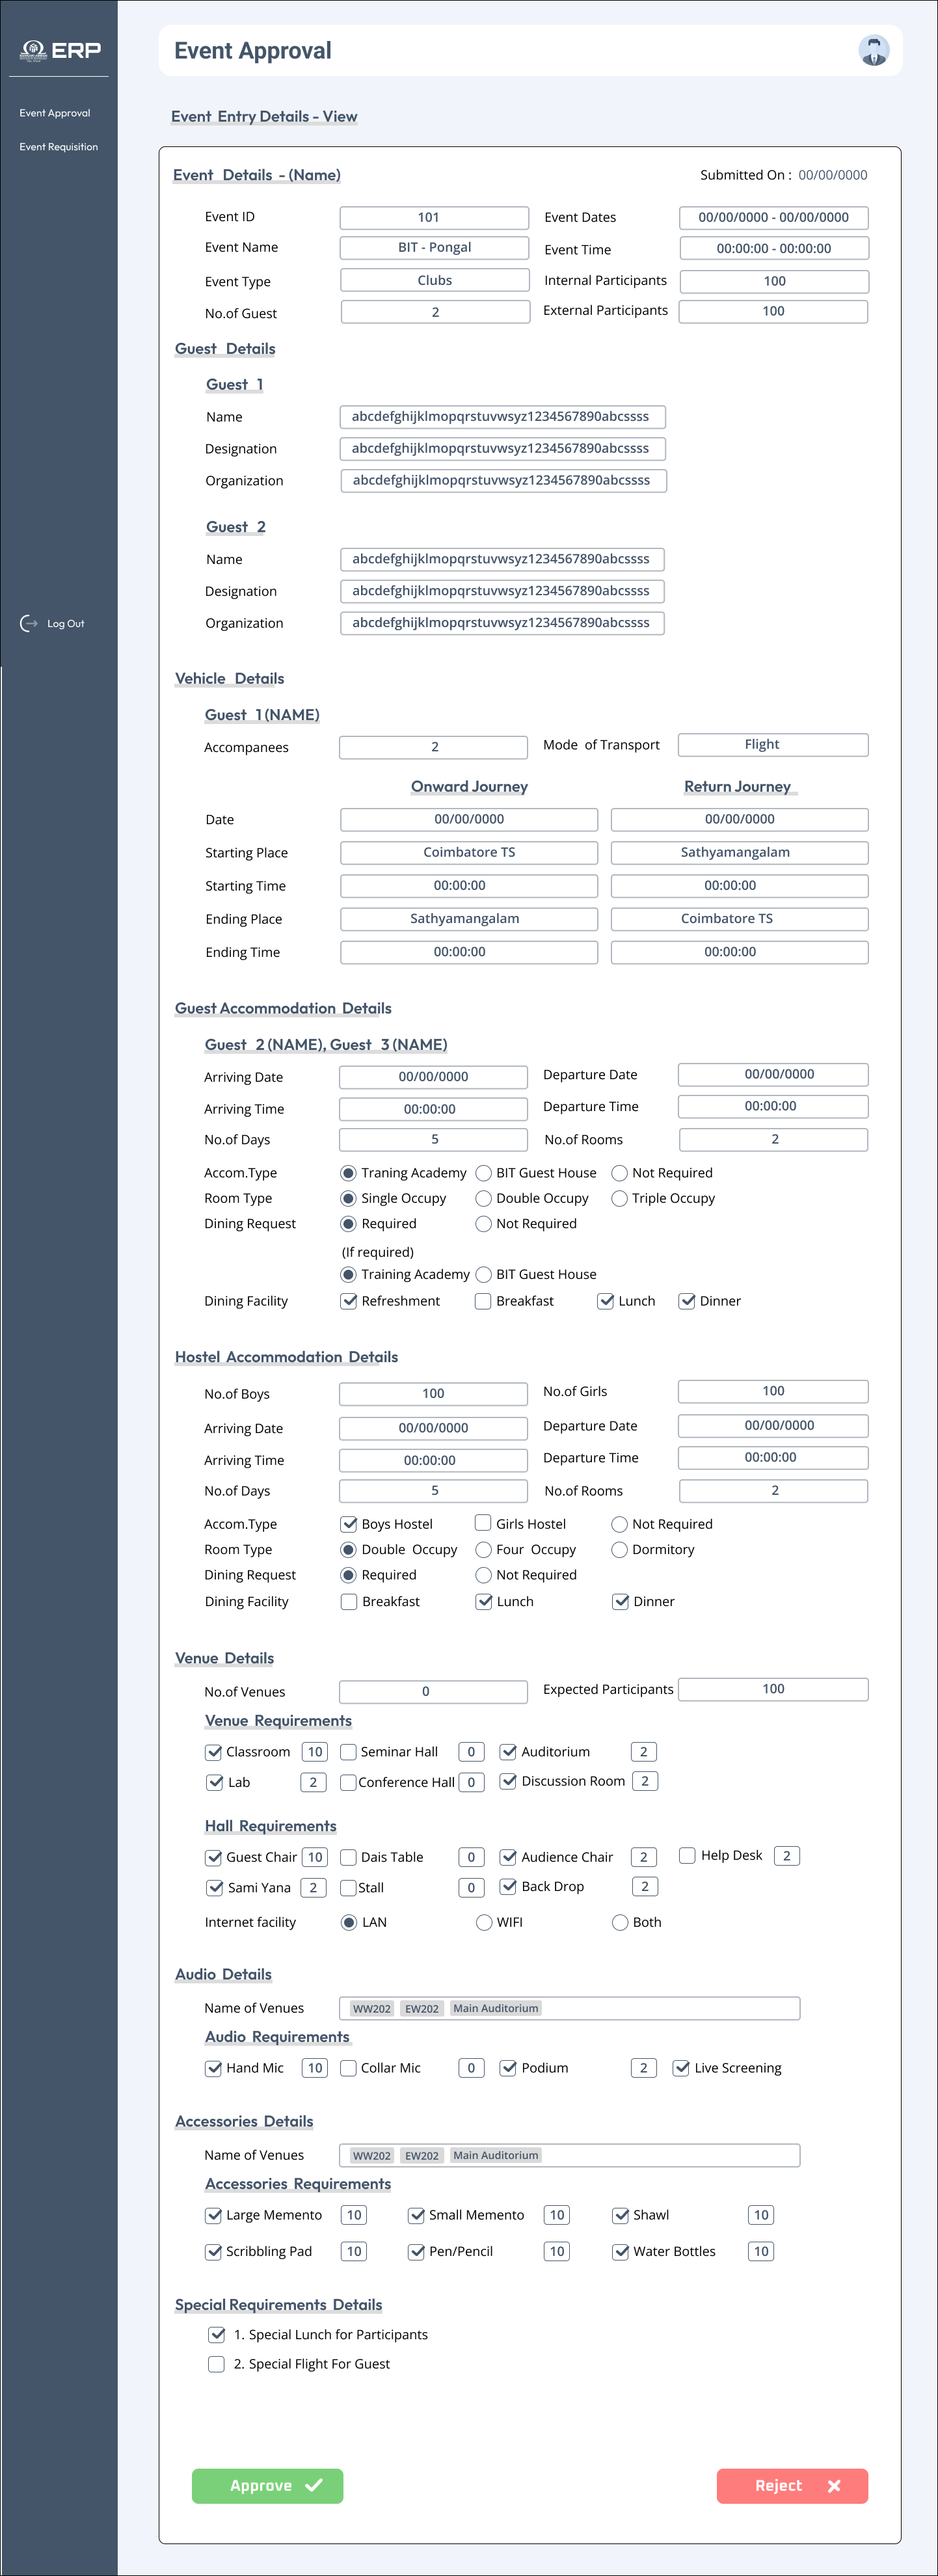 ERP
Event Approval
Event Approval
Event Requisition
Log Out
Event Entry Details - View
Event Details - (Name)
Submitted On : 00/00/0000
Event ID 101 Event Dates 00/00/0000 - 00/00/0000
Event Name BIT - Pongal Event Time 00:00:00 - 00:00:00
Event Type Clubs Internal Participants 100
No.of Guest 2 External Participants 100
Guest Details
Guest 1
Name abcdefghijklmopqrstuvwsyz1234567890abcssss
Designation abcdefghijklmopqrstuvwsyz1234567890abcssss
Organization abcdefghijklmopqrstuvwsyz1234567890abcssss
Guest 2
Name abcdefghijklmopqrstuvwsyz1234567890abcssss
Designation abcdefghijklmopqrstuvwsyz1234567890abcssss
Organization abcdefghijklmopqrstuvwsyz1234567890abcssss
Vehicle Details
Guest 1 (NAME)
Accompanees 2 Mode of Transport Flight
Onward Journey Return Journey
Date 00/00/0000 00/00/0000
Starting Place Coimbatore TS Sathyamangalam
Starting Time 00:00:00 00:00:00
Ending Place Sathyamangalam Coimbatore TS
Ending Time 00:00:00 00:00:00
Guest Accommodation Details
Guest 2 (NAME), Guest 3 (NAME)
Arriving Date 00/00/0000 Departure Date 00/00/0000
Arriving Time 00:00:00 Departure Time 00:00:00
No.of Days 5 No.of Rooms 2
Accom.Type Traning Academy BIT Guest House Not Required
Room Type Single Occupy Double Occupy Triple Occupy
Dining Request Required Not Required
(If required)
Training Academy BIT Guest House
Dining Facility Refreshment Breakfast Lunch Dinner
Hostel Accommodation Details
No.of Boys 100 No.of Girls 100
Arriving Date 00/00/0000 Departure Date 00/00/0000
Arriving Time 00:00:00 Departure Time 00:00:00
No.of Days 5 No.of Rooms 2
Accom.Type Boys Hostel Girls Hostel Not Required
Room Type Double Occupy Four Occupy Dormitory
Dining Request Required Not Required
Dining Facility Breakfast Lunch Dinner
Venue Details
No.of Venues 0 Expected Participants 100
Venue Requirements
Classroom 10 Seminar Hall 0 Auditorium 2
Lab 2 Conference Hall 0 Discussion Room 2
Hall Requirements
Guest Chair 10 Dais Table 0 Audience Chair 2 Help Desk 2
Sami Yana 2 Stall 0 Back Drop 2
Internet facility LAN WIFI Both
Audio Details
Name of Venues WW202 EW202 Main Auditorium
Audio Requirements
Hand Mic 10 Collar Mic 0 Podium 2 Live Screening
Accessories Details
Name of Venues WW202 EW202 Main Auditorium
Accessories Requirements
Large Memento 10 Small Memento 10 Shawl 10
Scribbling Pad 10 Pen/Pencil 10 Water Bottles 10
Special Requirements Details
1. Special Lunch for Participants
2. Special Flight For Guest
Approve Reject